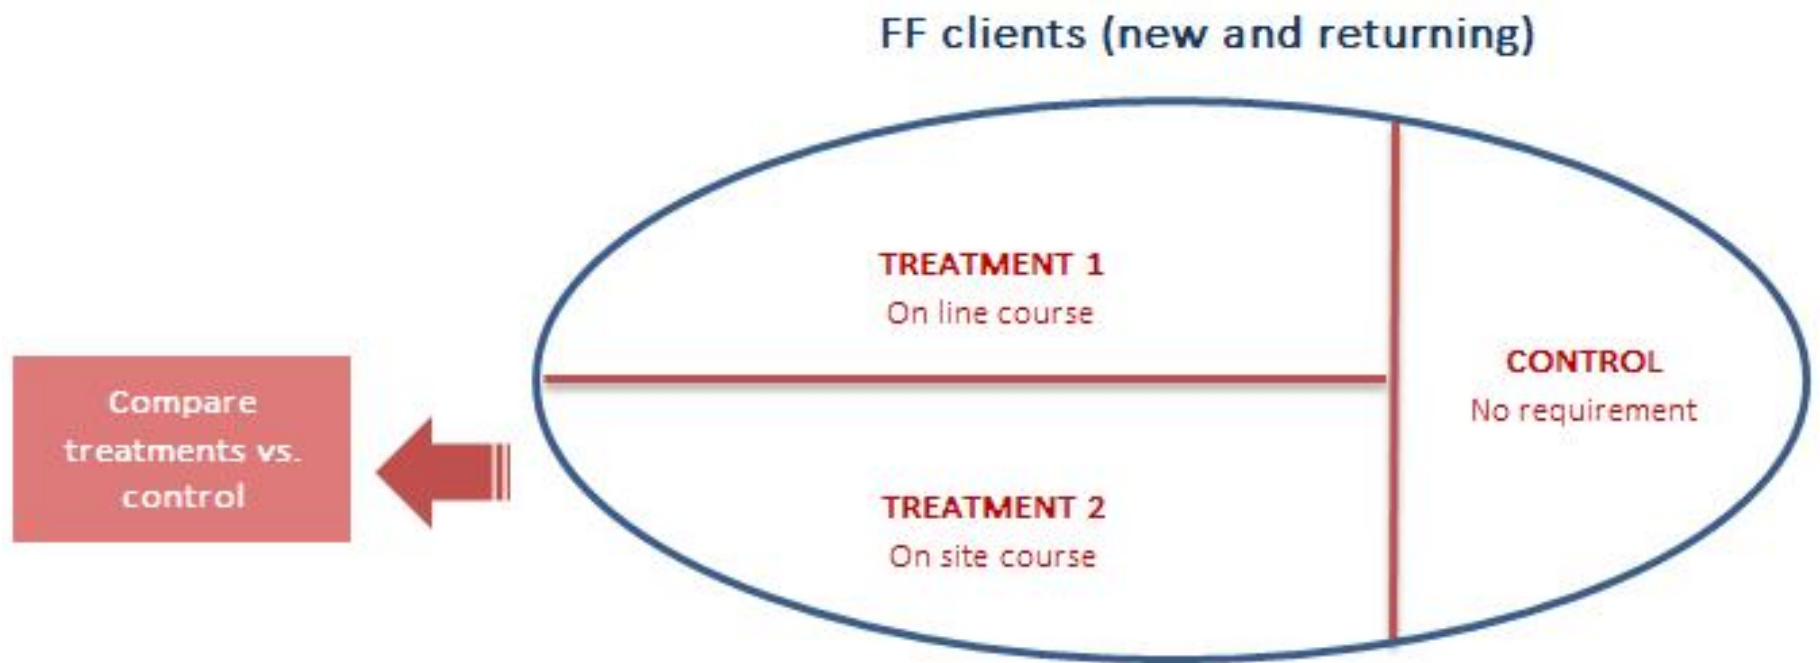 FF clients (new and returning)
TREATMENT 1
On line course
CONTROL
No requirement
Compare
treatments vs.
control
TREATMENT 2
On site course